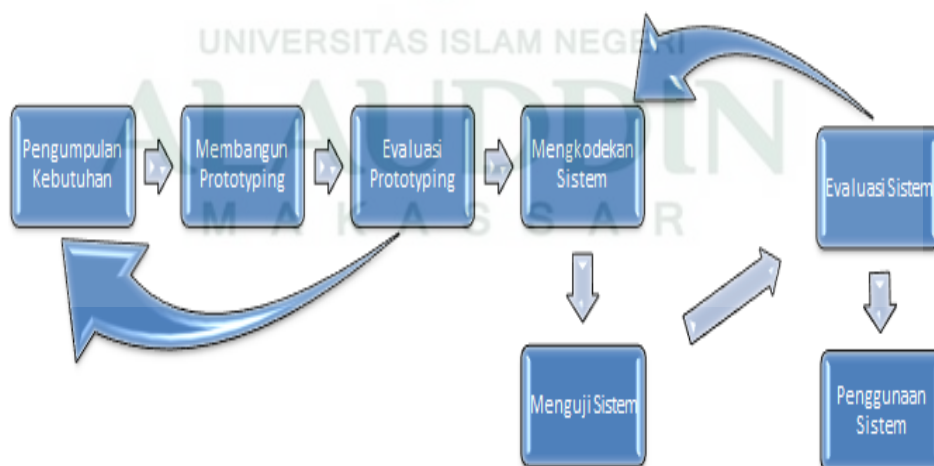 UNIVERSITAS ISLAM NEGERI
ALAUDDIN
MAKASSAR
Pengumpulan
Kebutuhan
Membangun
Prototyping
Evaluasi
Prototyping
Mengkodekan
Sistem
Evaluasi Sistem
Menguji Sistem
Penggunaan
Sistem